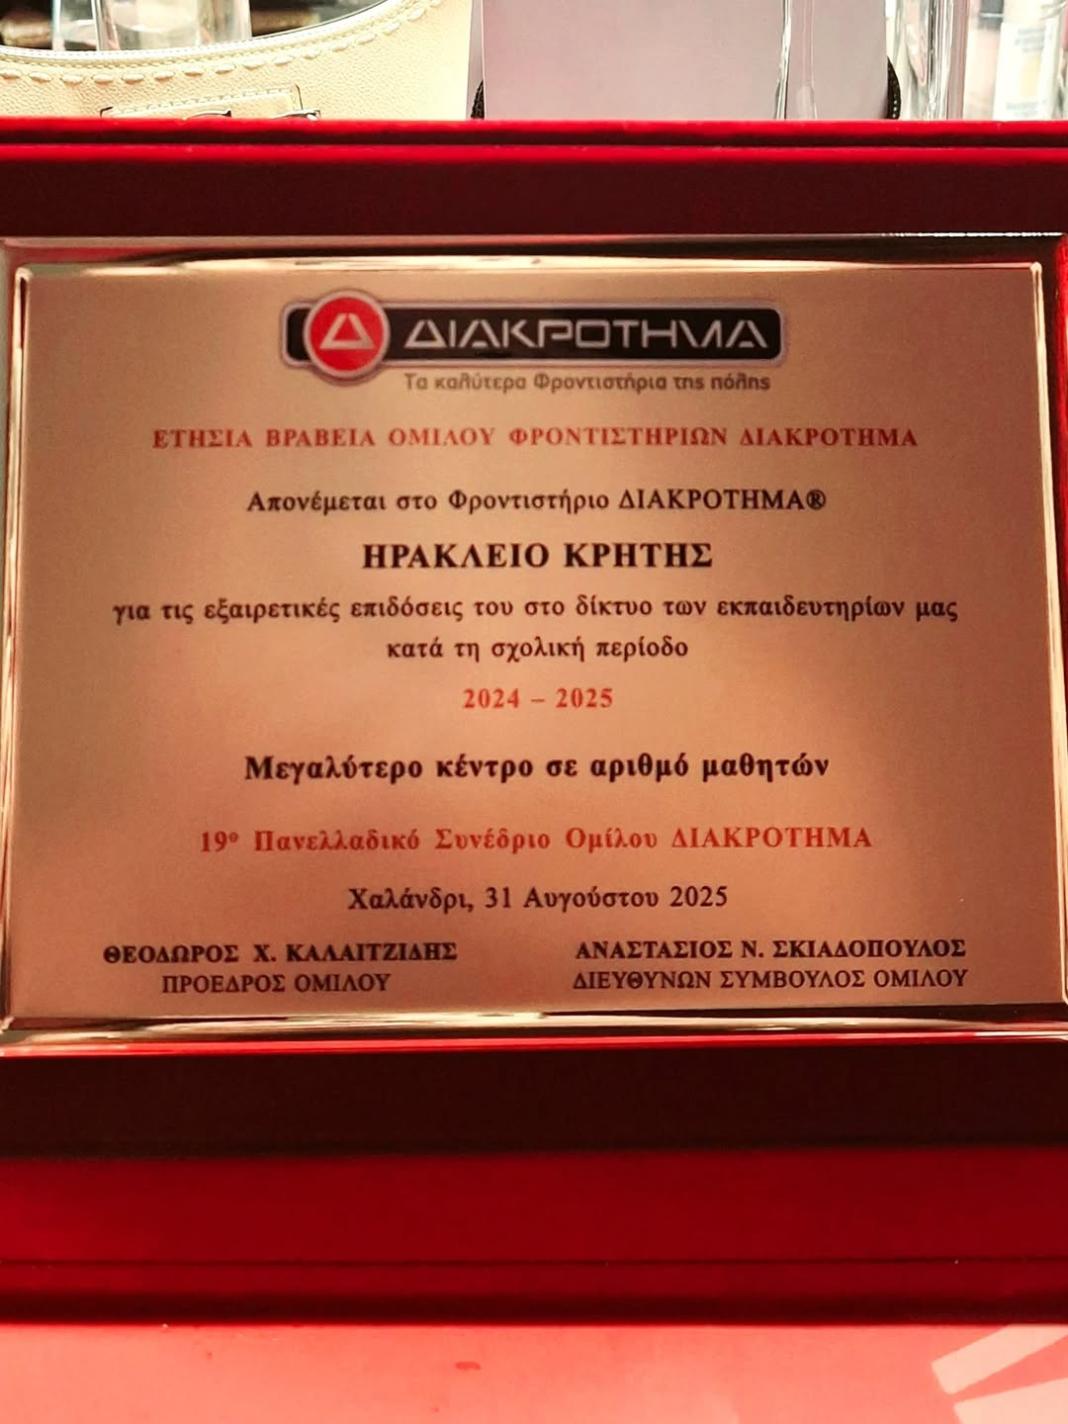 ΔΙΑΚΡΟΤΗΜΑ
Τα καλύτερα Φροντιστήρια της πόλης
ΕΤΗΣΙΑ ΒΡΑΒΕΙΑ ΟΜΙΛΟΥ ΦΡΟΝΤΙΣΤΗΡΙΩΝ ΔΙΑΚΡΟΤΗΜΑ
Απονέμεται στο Φροντιστήριο ΔΙΑΚΡΟΤΗΜΑ®
ΗΡΑΚΛΕΙΟ ΚΡΗΤΗΣ
για τις εξαιρετικές επιδόσεις του στο δίκτυο των εκπαιδευτηρίων μας
κατά τη σχολική περίοδο
2024 – 2025
Μεγαλύτερο κέντρο σε αριθμό μαθητών
19ο Πανελλαδικό Συνέδριο Ομίλου ΔΙΑΚΡΟΤΗΜΑ
Χαλάνδρι, 31 Αυγούστου 2025
ΘΕΟΔΩΡΟΣ Χ. ΚΑΛΑΙΤΖΙΔΗΣ ΑΝΑΣΤΑΣΙΟΣ Ν. ΣΚΙΑΔΟΠΟΥΛΟΣ
ΠΡΟΕΔΡΟΣ ΟΜΙΛΟΥ ΔΙΕΥΘΥΝΩΝ ΣΥΜΒΟΥΛΟΣ ΟΜΙΛΟΥ